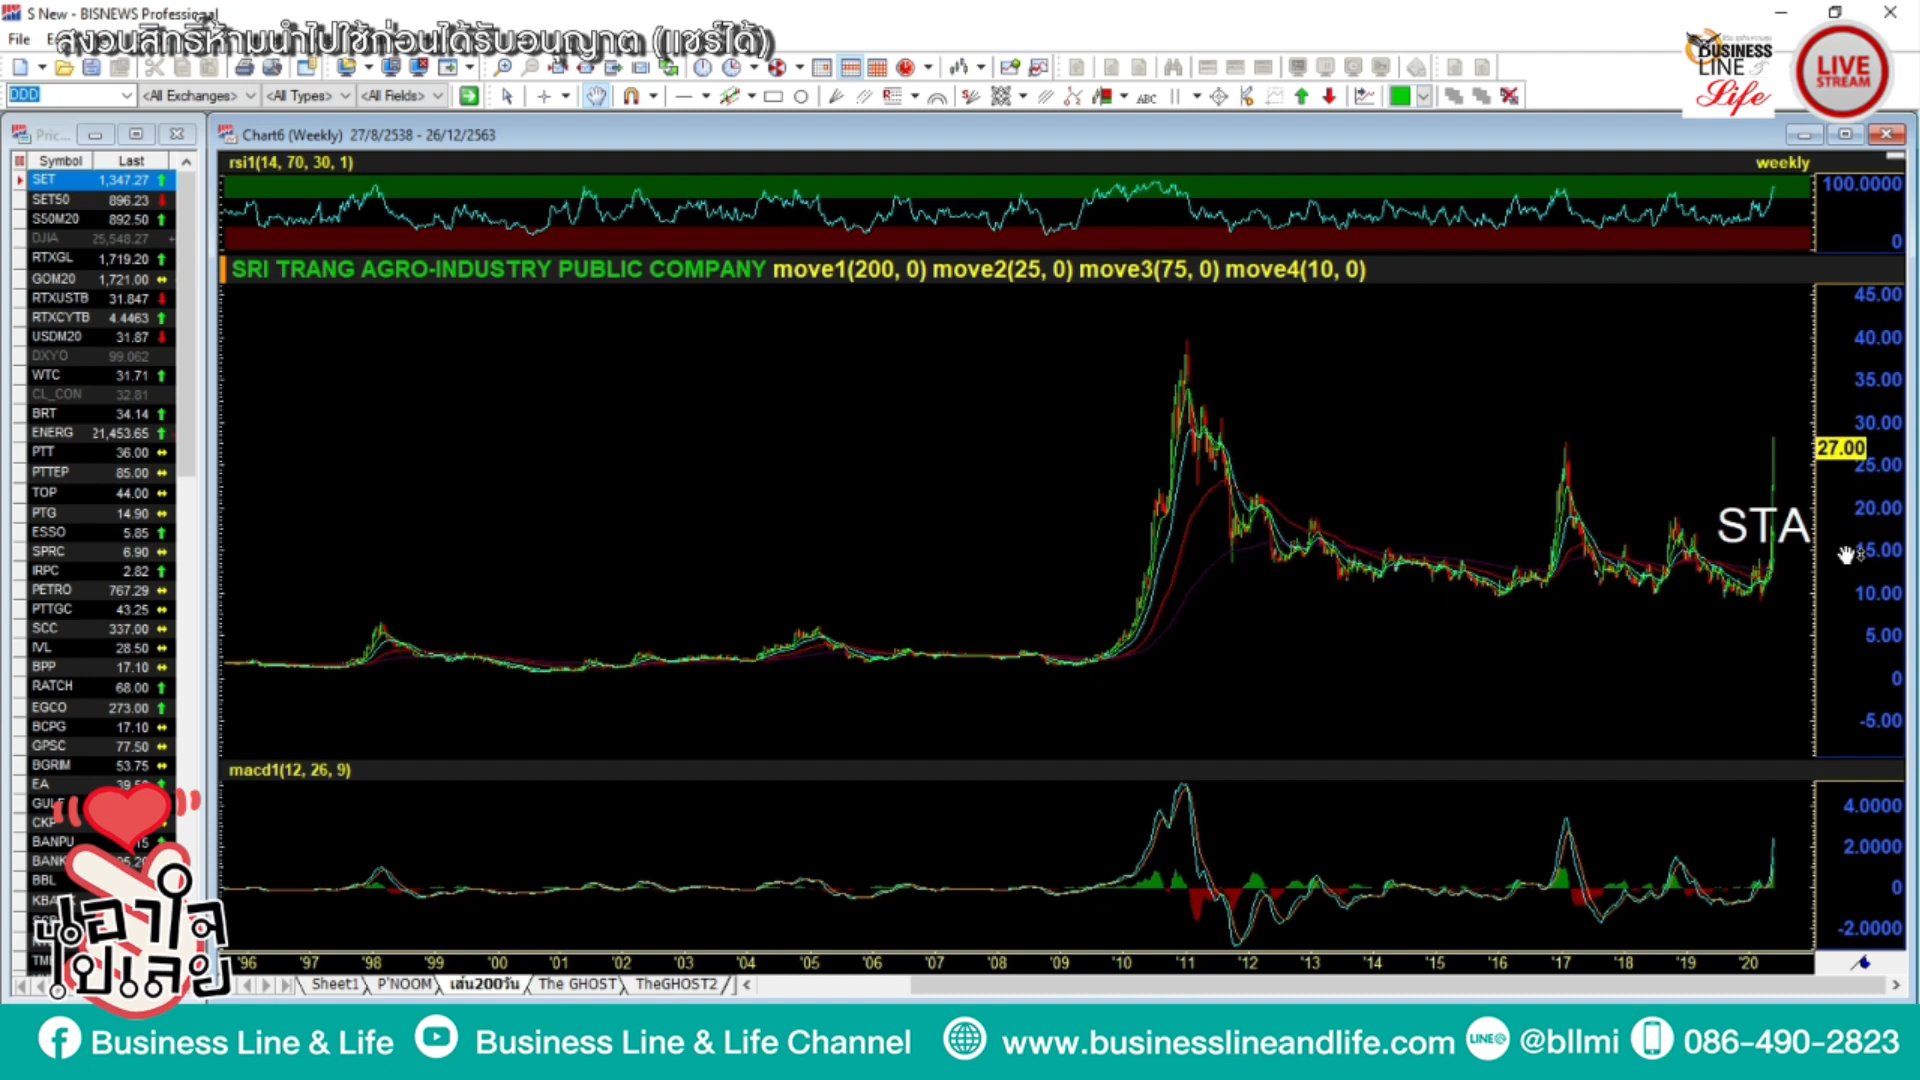 S New - BISNEWS Professional
สงวนสิทธิ์ห้ามนำไปใช้ก่อนได้รับอนุญาต (แชร์ได้)
File
BUSINESS
LINE &
Life
LIVE
STREAM
DDD
<All Exchanges>
<All Types>
<All Fields>
ABC
Pric...
Chart6 (Weekly) 27/8/2538 - 26/12/2563
Symbol Last
SET 1,347.27
SET50 896.23
S50M20 892.50
DJIA 25,548.27
RTXGL 1,719.20
GOM20 1,721.00
RTXUSTB 31.847
RTXCYTB 4.4463
USDM20 31.87
DXYO 99.062
WTC 31.71
CL_CON 32.81
BRT 34.14
ENERG 21,453.65
PTT 36.00
PTTEP 85.00
TOP 44.00
PTG 14.90
ESSO 5.85
SPRC 6.90
IRPC 2.82
PETRO 767.29
PTTGC 43.25
SCC 337.00
IVL 28.50
BPP 17.10
RATCH 68.00
EGCO 273.00
BCPG 17.10
GPSC 77.50
BGRIM 53.75
EA
BANPU
BANK
BBL
เอาใจ
ไปเลย
rsi1(14, 70, 30, 1)
weekly
100.0000
0
SRI TRANG AGRO-INDUSTRY PUBLIC COMPANY move1(200, 0) move2(25, 0) move3(75, 0) move4(10, 0)
45.00
40.00
35.00
30.00
27.00
25.00
20.00
STA
15.00
10.00
5.00
0
-5.00
macd1(12, 26, 9)
4.0000
2.0000
0
-2.0000
'96 '97 '98 '99 '00 '01 '02 '03 '04 '05 '06 '07 '08 '09 '10 '11 '12 '13 '14 '15 '16 '17 '18 '19 '20
Sheet1 P'NOOM เส้น200วัน The GHOST TheGHOST2
Business Line & Life
Business Line & Life Channel
www.businesslineandlife.com
LINE@
@bllmi
086-490-2823